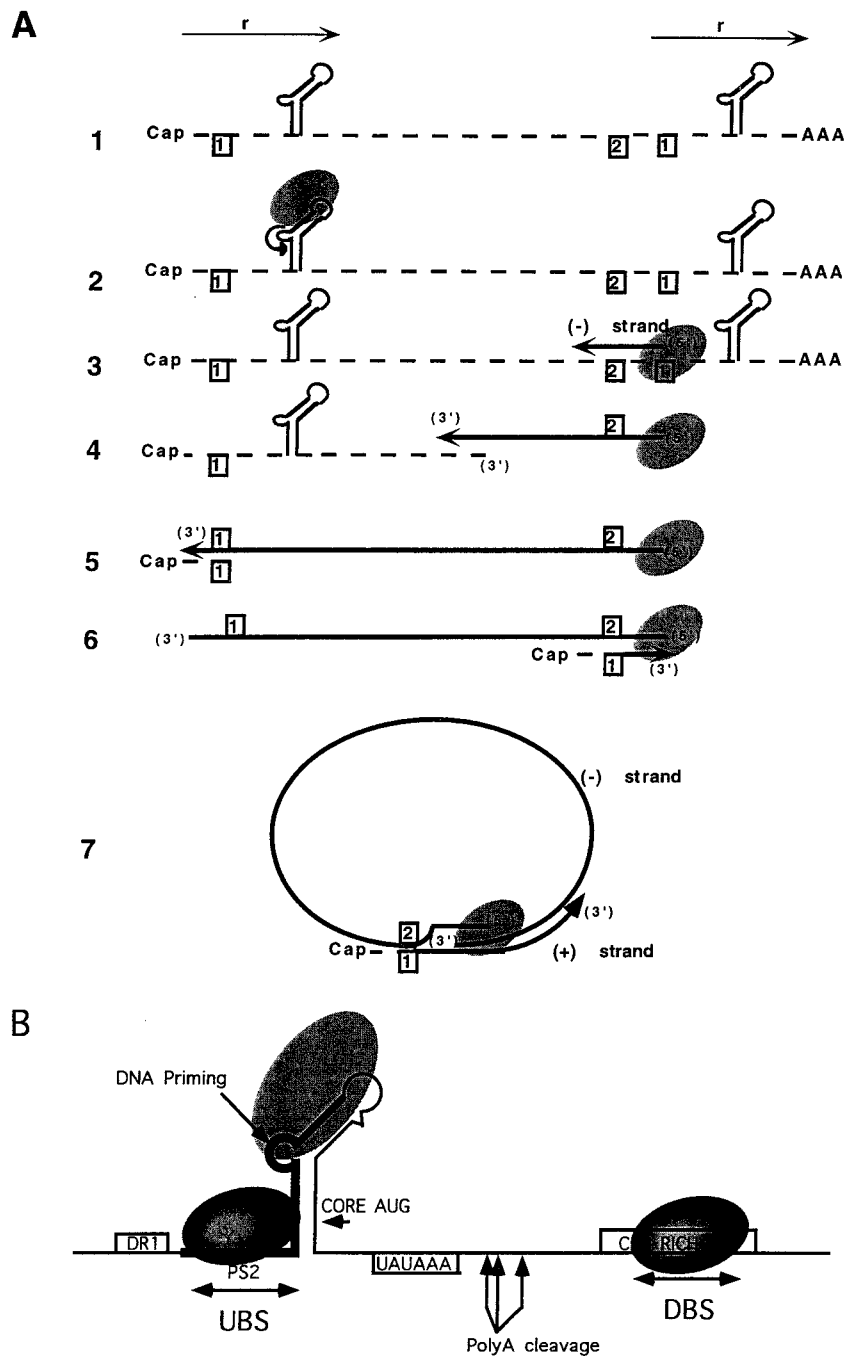 A
r r
1 Cap 1 2 1 AAA
2 Cap 1 2 1 AAA
(-) strand
3 Cap 1 2 AAA
(3') 2
4 Cap 1 (3')
(3') 1 2
5 Cap 1
1 2
6 (3')
Cap 1 (3')
(-) strand
7
2 (3') (3')
Cap 1 (+) strand
B
DNA Priming
CORE AUG
DR1
PS2 UAUAAA
UBS DBS
PolyA cleavage